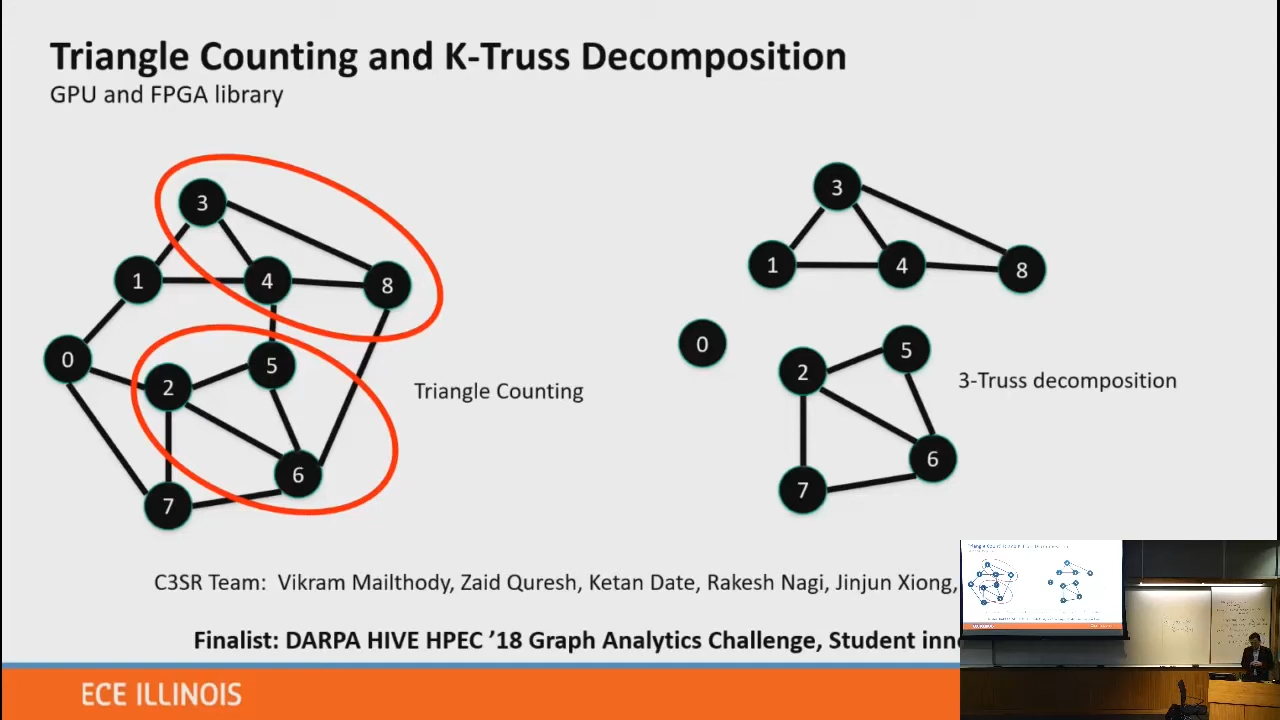 Triangle Counting and K-Truss Decomposition
GPU and FPGA library
3
1
4
8
0
2
5
6
7
Triangle Counting
3
1
4
8
0
2
5
6
7
3-Truss decomposition
C3SR Team: Vikram Mailthody, Zaid Quresh, Ketan Date, Rakesh Nagi, Jinjun Xiong,
Finalist: DARPA HIVE HPEC ’18 Graph Analytics Challenge, Student
ECE ILLINOIS